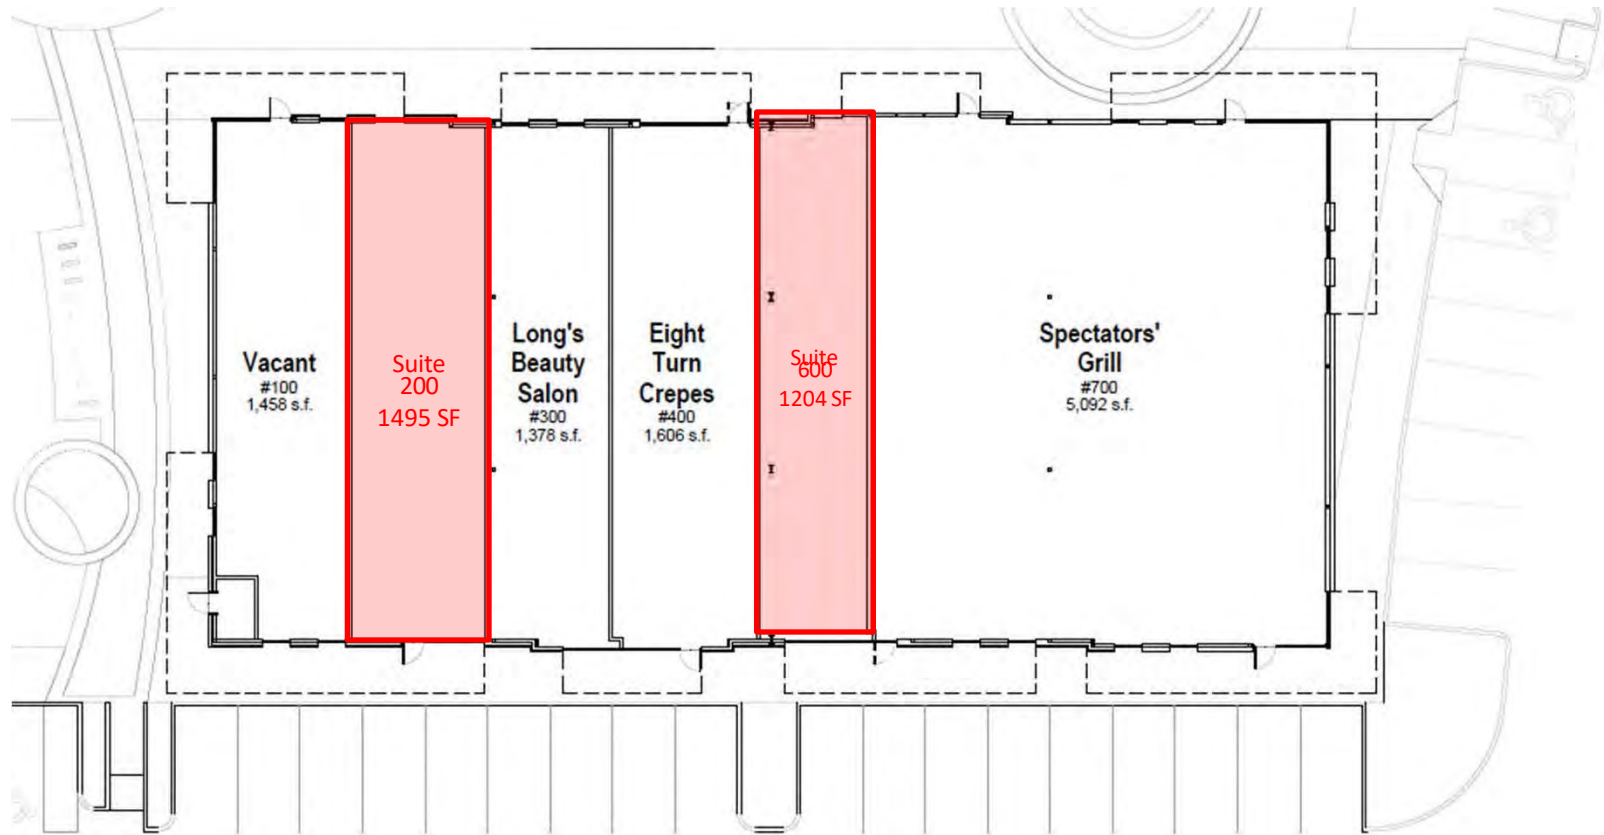 Vacant
#100
1,458 s.f.
Suite
200
1495 SF
Long's
Beauty
Salon
#300
1,378 s.f.
Eight
Turn
Crepes
#400
1,606 s.f.
Suite
600
1204 SF
Spectators'
Grill
#700
5,092 s.f.